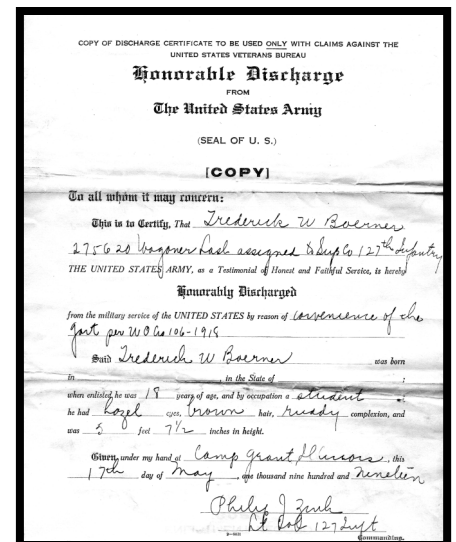 COPY OF DISCHARGE CERTIFICATE TO BE USED ONLY WITH CLAIMS AGAINST THE
UNITED STATES VETERANS BUREAU
Honorable Discharge
FROM
The United States Army
(SEAL OF U. S.)
[COPY]
To all whom it may concern:
This is to Certify, That Frederick W Boerner
275620 Wagoner Last assigned to Sup Co 127th Infantry
THE UNITED STATES ARMY, as a Testimonial of Honest and Faithful Service, is hereby
Honorably Discharged
from the military service of the UNITED STATES by reason of convenience of the
Govt per W D Cir 106-1918
Said Frederick W Boerner was born
in , in the State of ;
when enlisted he was 18 years of age, and by occupation a student ;
he had hazel eyes, brown hair, ruddy complexion, and
was 5 feet 7 1/2 inches in height.
Given under my hand at Camp Grant, Illinois, this
17th day of May, one thousand nine hundred and nineteen
Philip J Zink
Lt Col 127 Inft
Commanding.